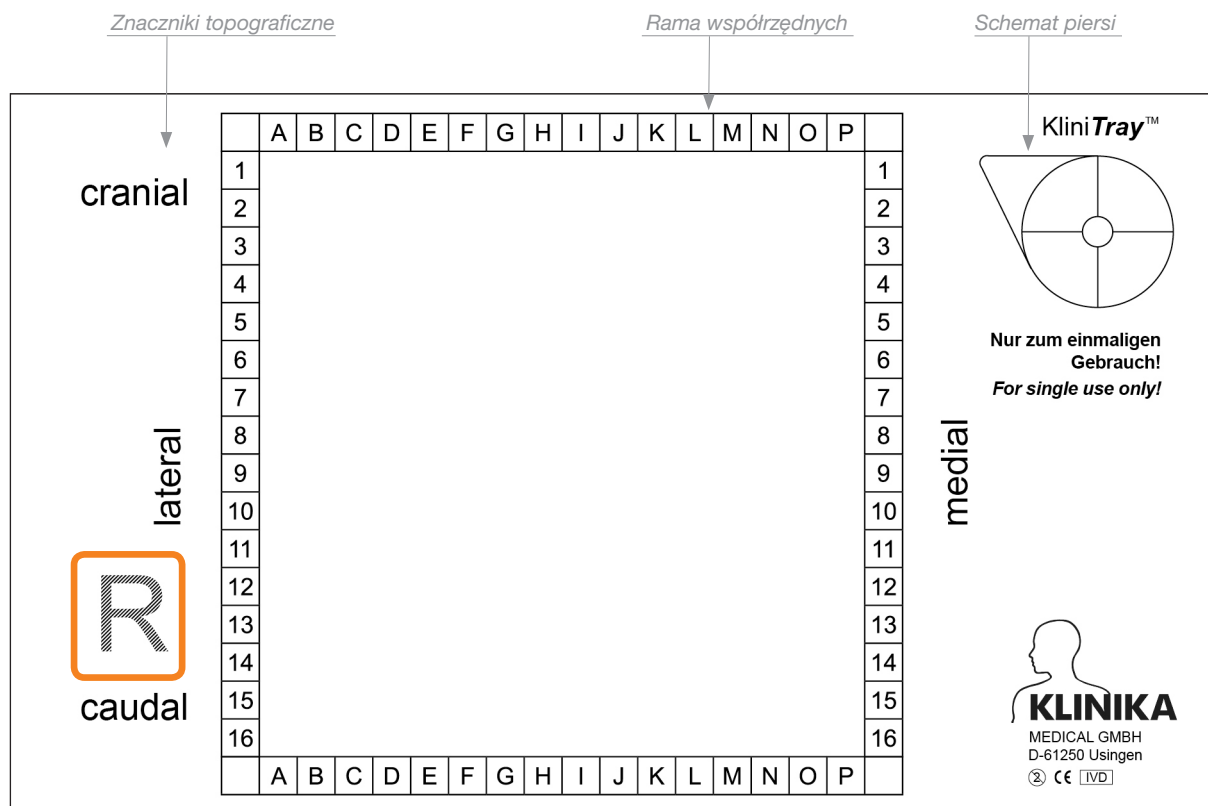 Znaczniki topograficzne
Rama współrzędnych
Schemat piersi
A B C D E F G H I J K L M N O P
KliniTray™
cranial
1 1
2 2
3 3
4 4
5 5
6 6
7 7
8 8
9 9
10 10
11 11
12 12
13 13
14 14
15 15
16 16
Nur zum einmaligen
Gebrauch!
For single use only!
lateral
medial
R
caudal
A B C D E F G H I J K L M N O P
KLINIKA
MEDICAL GMBH
D-61250 Usingen
2 CE IVD